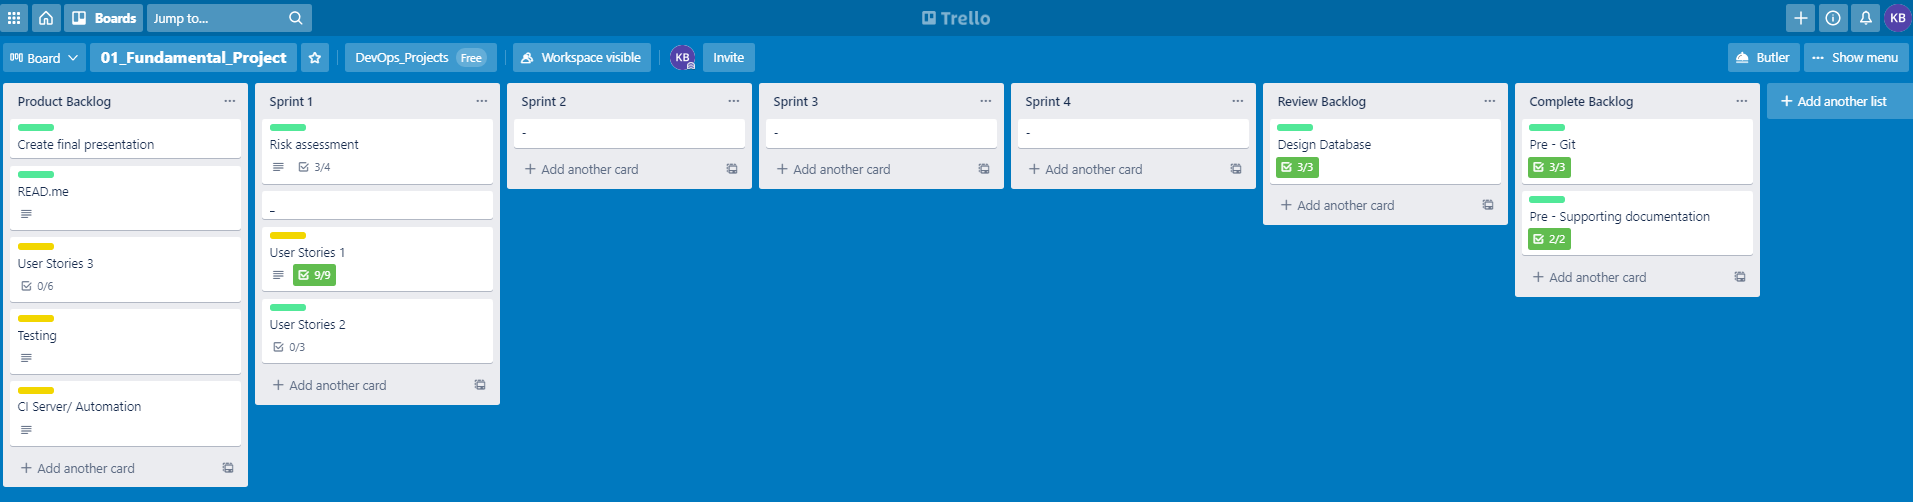 Boards
Jump to...
Trello
KB
Board
01_Fundamental_Project
DevOps_Projects Free
Workspace visible
KB
Invite
Butler
... Show menu
Product Backlog ...
Create final presentation
READ.me
User Stories 3
0/6
Testing
CI Server/ Automation
+ Add another card
Sprint 1 ...
Risk assessment
3/4
_
User Stories 1
9/9
User Stories 2
0/3
+ Add another card
Sprint 2 ...
-
+ Add another card
Sprint 3 ...
-
+ Add another card
Sprint 4 ...
-
+ Add another card
Review Backlog ...
Design Database
3/3
+ Add another card
Complete Backlog ...
Pre - Git
3/3
Pre - Supporting documentation
2/2
+ Add another card
+ Add another list